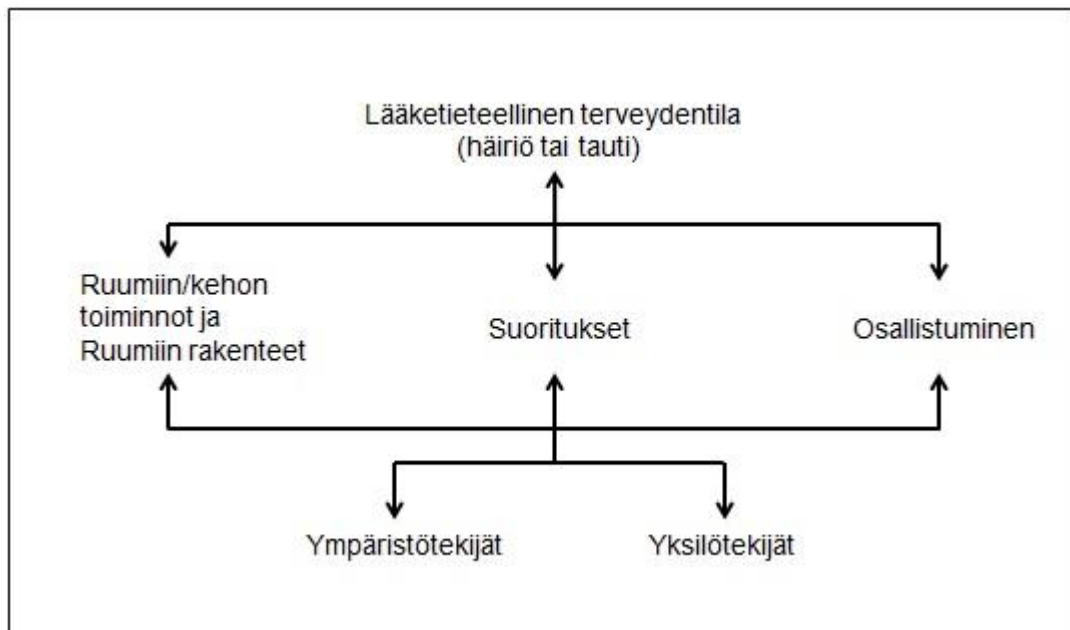 Lääketieteellinen terveydentila
(häiriö tai tauti)
Ruumiin/kehon
toiminnot ja
Ruumiin rakenteet
Suoritukset
Osallistuminen
Ympäristötekijät
Yksilötekijät